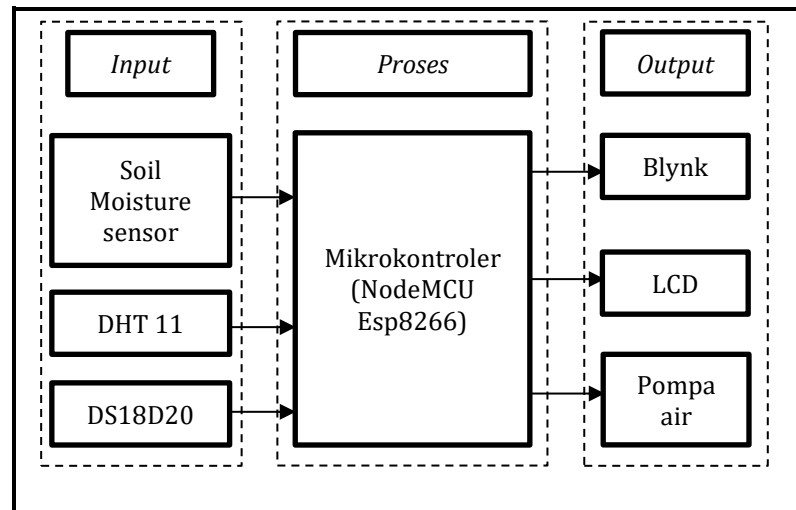 Input
Proses
Output
Soil
Moisture
sensor
DHT 11
DS18D20
Mikrokontroler
(NodeMCU
Esp8266)
Blynk
LCD
Pompa
air